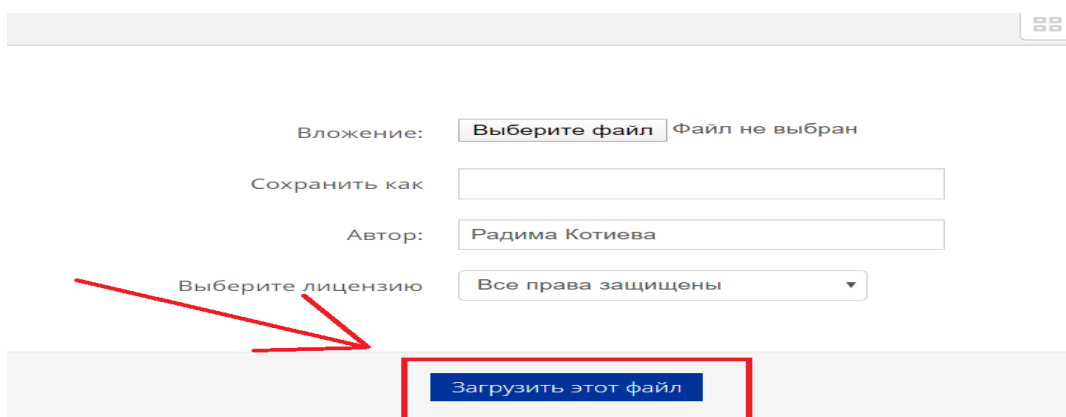 Вложение: Выберите файл Файл не выбран
Сохранить как
Автор: Радима Котиева
Выберите лицензию Все права защищены
Загрузить этот файл